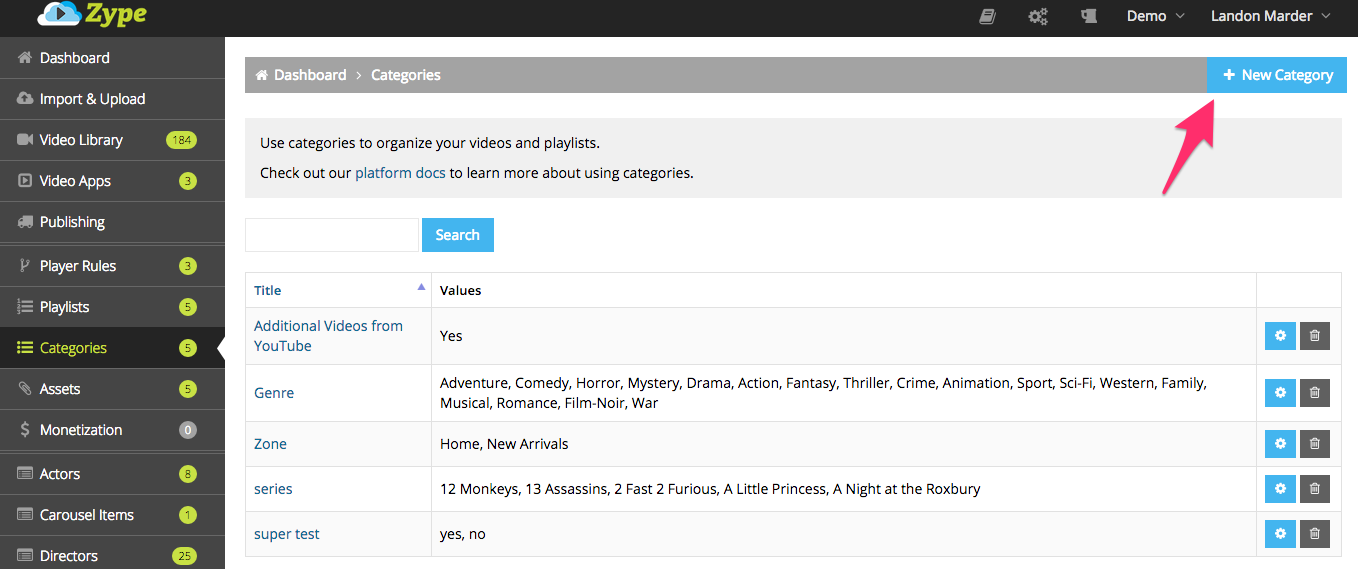 Zype
Demo
Landon Marder
Dashboard
Import & Upload
Video Library 184
Video Apps 3
Publishing
Player Rules 3
Playlists 5
Categories 5
Assets 5
Monetization 0
Actors 8
Carousel Items 1
Directors 25
Dashboard > Categories
+ New Category
Use categories to organize your videos and playlists.
Check out our platform docs to learn more about using categories.
Search
Title Values
Additional Videos from
YouTube
Yes
Genre
Adventure, Comedy, Horror, Mystery, Drama, Action, Fantasy, Thriller, Crime, Animation, Sport, Sci-Fi, Western, Family,
Musical, Romance, Film-Noir, War
Zone Home, New Arrivals
series 12 Monkeys, 13 Assassins, 2 Fast 2 Furious, A Little Princess, A Night at the Roxbury
super test yes, no